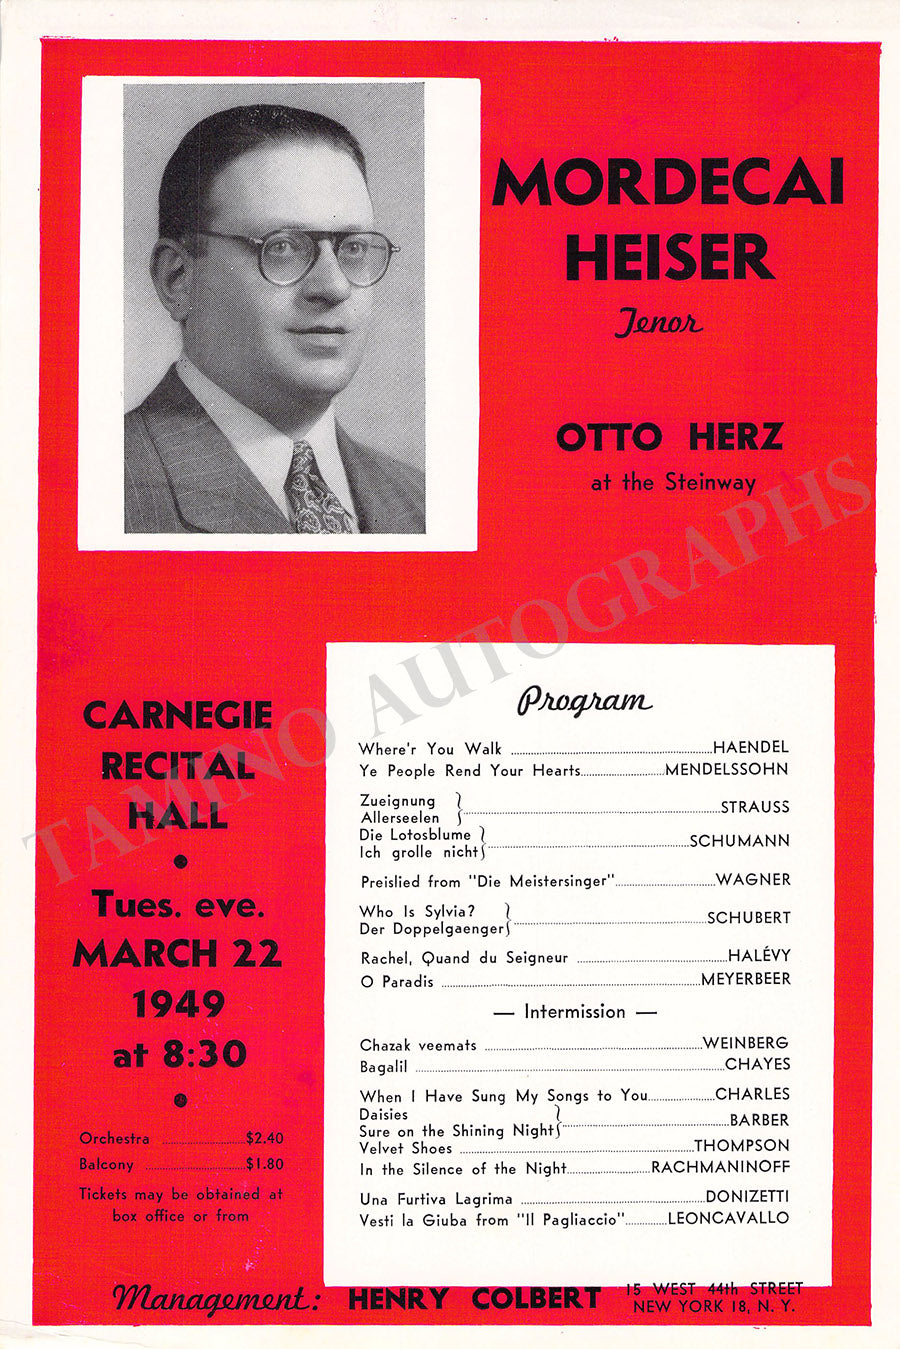 MORDECAI
HEISER
Tenor
OTTO HERZ
at the Steinway
CARNEGIE
RECITAL
HALL
•
Tues. eve.
MARCH 22
1949
at 8:30
•
Orchestra ..................$2.40
Balcony ..................$1.80
Tickets may be obtained at
box office or from
Program
Where'r You Walk ..................HAENDEL
Ye People Rend Your Hearts..................MENDELSSOHN
Zueignung
Allerseelen } ..................STRAUSS
Die Lotosblume
Ich grolle nicht } ..................SCHUMANN
Preislied from "Die Meistersinger"..................WAGNER
Who Is Sylvia?
Der Doppelgaenger } ..................SCHUBERT
Rachel, Quand du Seigneur ..................HALÉVY
O Paradis ..................MEYERBEER
— Intermission —
Chazak veemats ..................WEINBERG
Bagalil ..................CHAYES
When I Have Sung My Songs to You..................CHARLES
Daisies
Sure on the Shining Night } ..................BARBER
Velvet Shoes ..................THOMPSON
In the Silence of the Night..................RACHMANINOFF
Una Furtiva Lagrima ..................DONIZETTI
Vesti la Giuba from "Il Pagliaccio"..................LEONCAVALLO
Management: HENRY COLBERT 15 WEST 44th STREET
NEW YORK 18, N. Y.
TAMINO AUTOGRAPHS